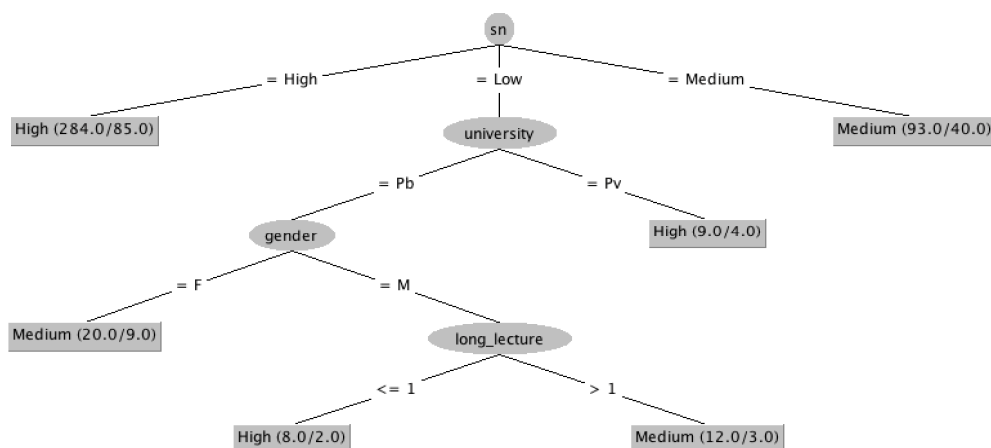 sn
= High
= Low
= Medium
High (284.0/85.0)
university
Medium (93.0/40.0)
= Pb
= Pv
gender
High (9.0/4.0)
= F
= M
Medium (20.0/9.0)
long_lecture
<= 1
> 1
High (8.0/2.0)
Medium (12.0/3.0)